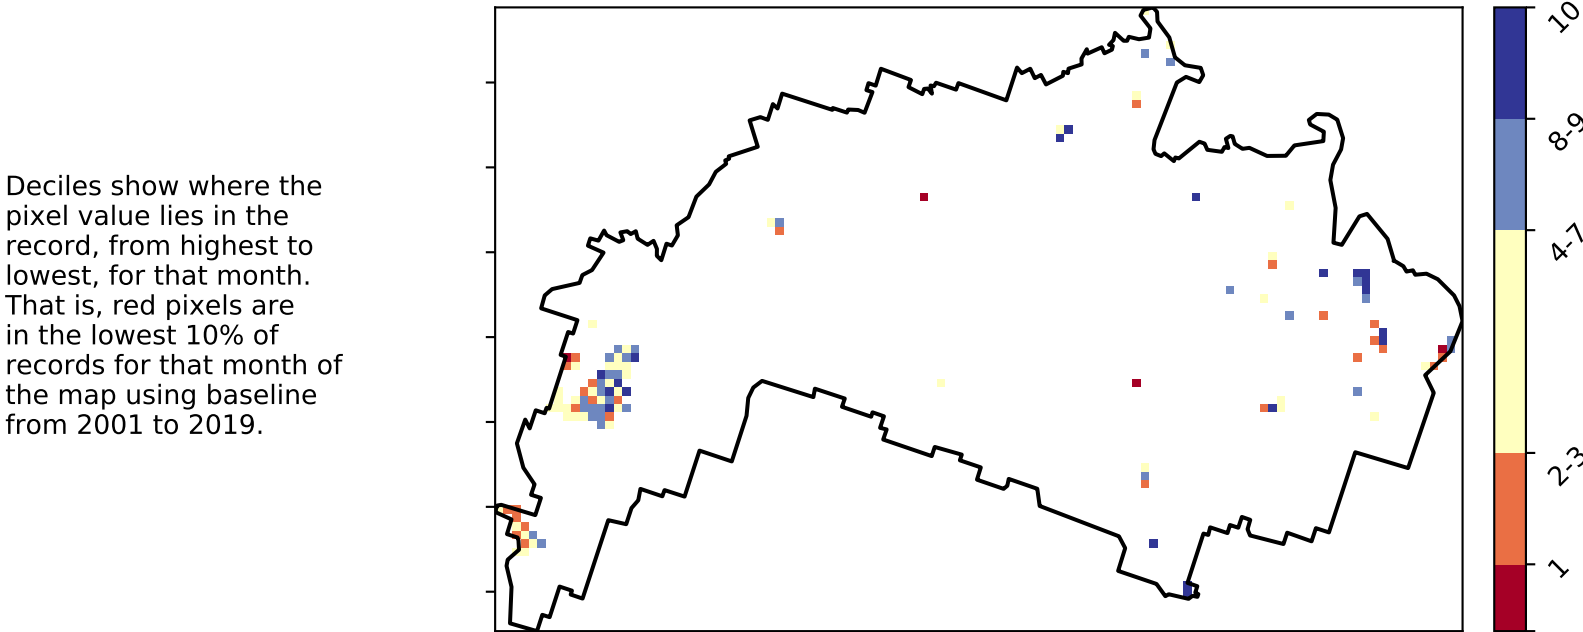 Deciles show where the
pixel value lies in the
record, from highest to
lowest, for that month.
That is, red pixels are
in the lowest 10% of
records for that month of
the map using baseline
from 2001 to 2019.
10
8-9
4-7
2-3
1